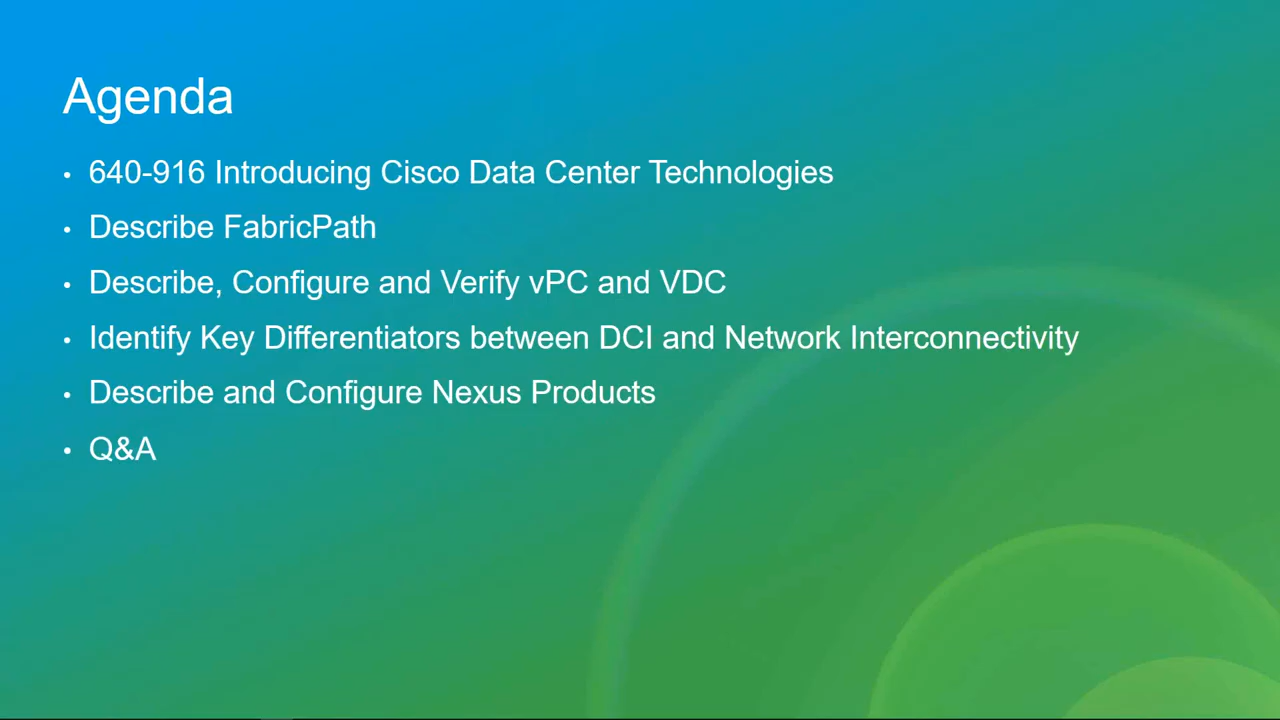 Agenda
• 640-916 Introducing Cisco Data Center Technologies
• Describe FabricPath
• Describe, Configure and Verify vPC and VDC
• Identify Key Differentiators between DCI and Network Interconnectivity
• Describe and Configure Nexus Products
• Q&A